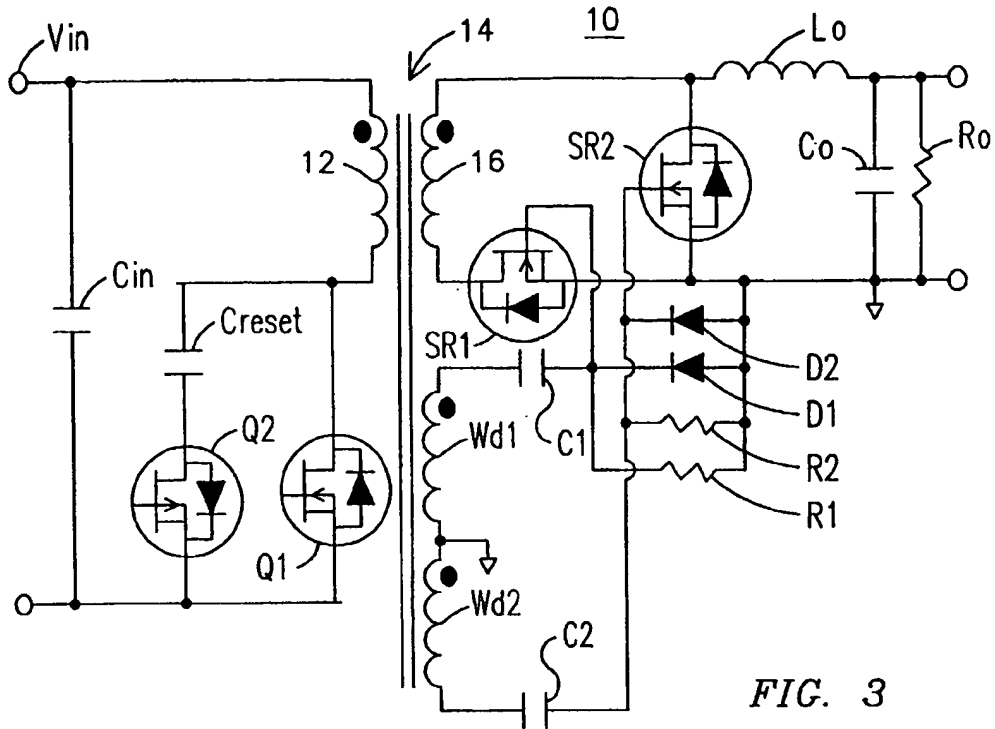 Vin
14
10
Lo
12
16
SR2
Co
Ro
Cin
Creset
SR1
D2
Q2
Wd1
C1
D1
R2
Q1
R1
Wd2
C2
FIG. 3